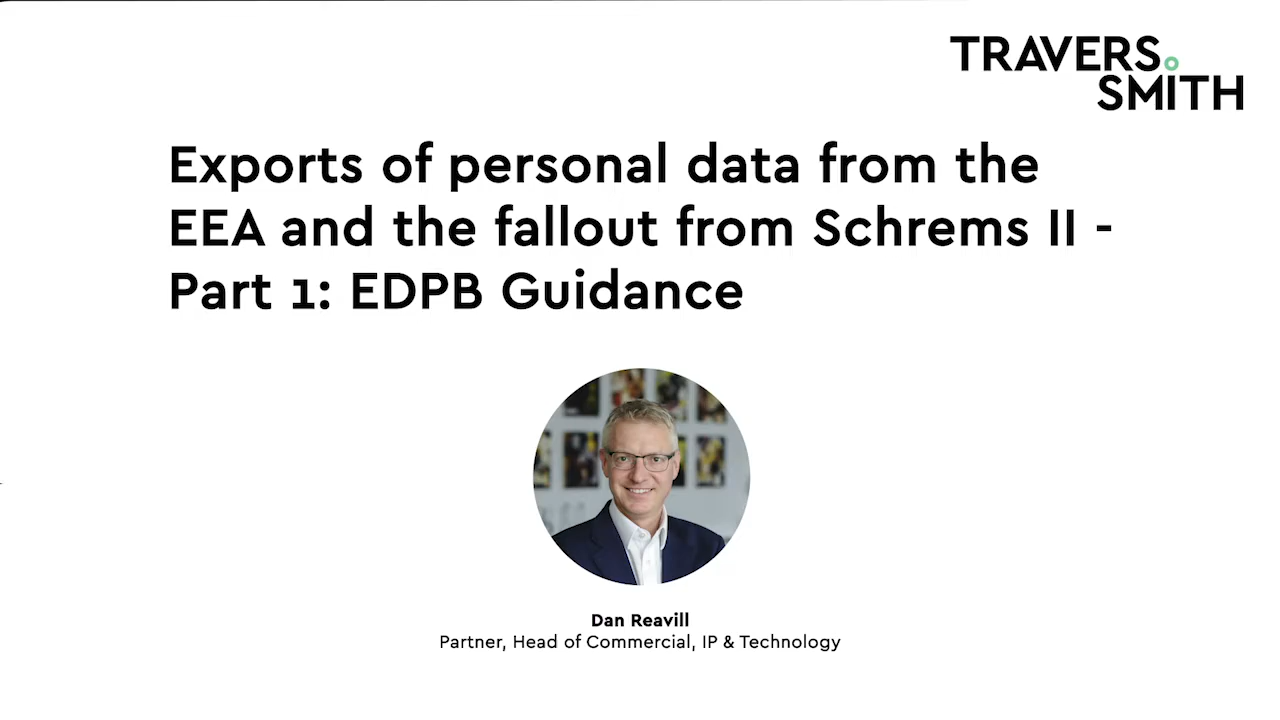 TRAVERS
SMITH
Exports of personal data from the
EEA and the fallout from Schrems II -
Part 1: EDPB Guidance
Dan Reavill
Partner, Head of Commercial, IP & Technology